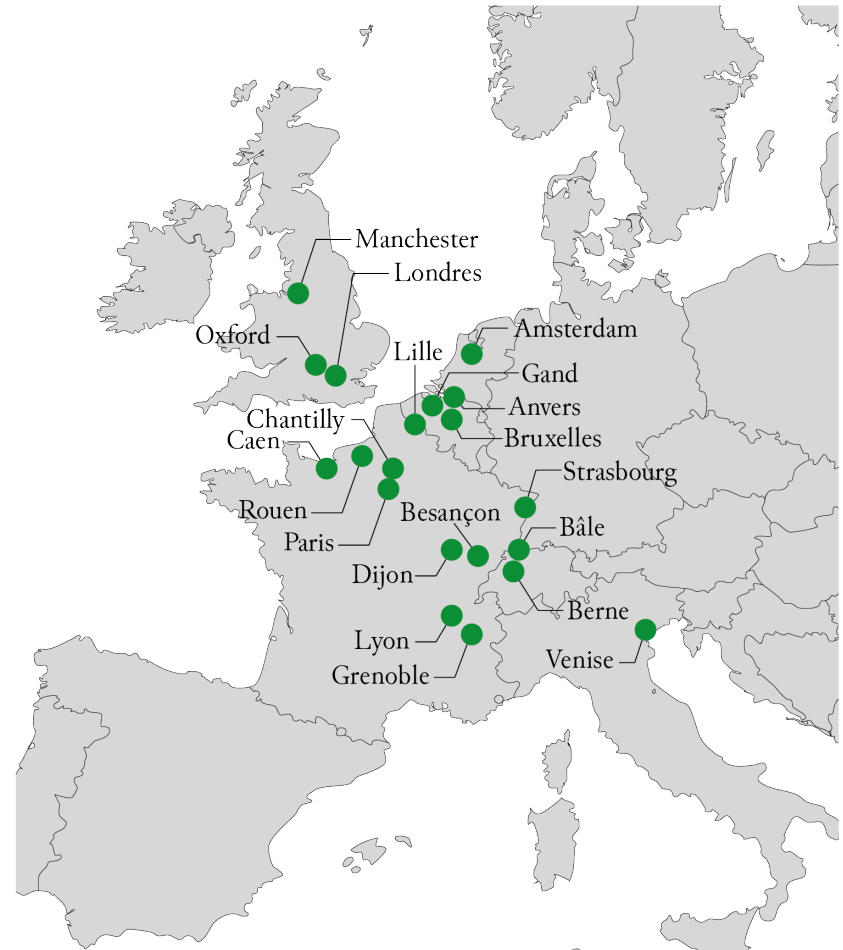 Manchester
Londres
Oxford
Amsterdam
Lille
Gand
Anvers
Chantilly
Caen
Bruxelles
Strasbourg
Rouen
Besançon
Bâle
Paris
Dijon
Berne
Lyon
Venise
Grenoble